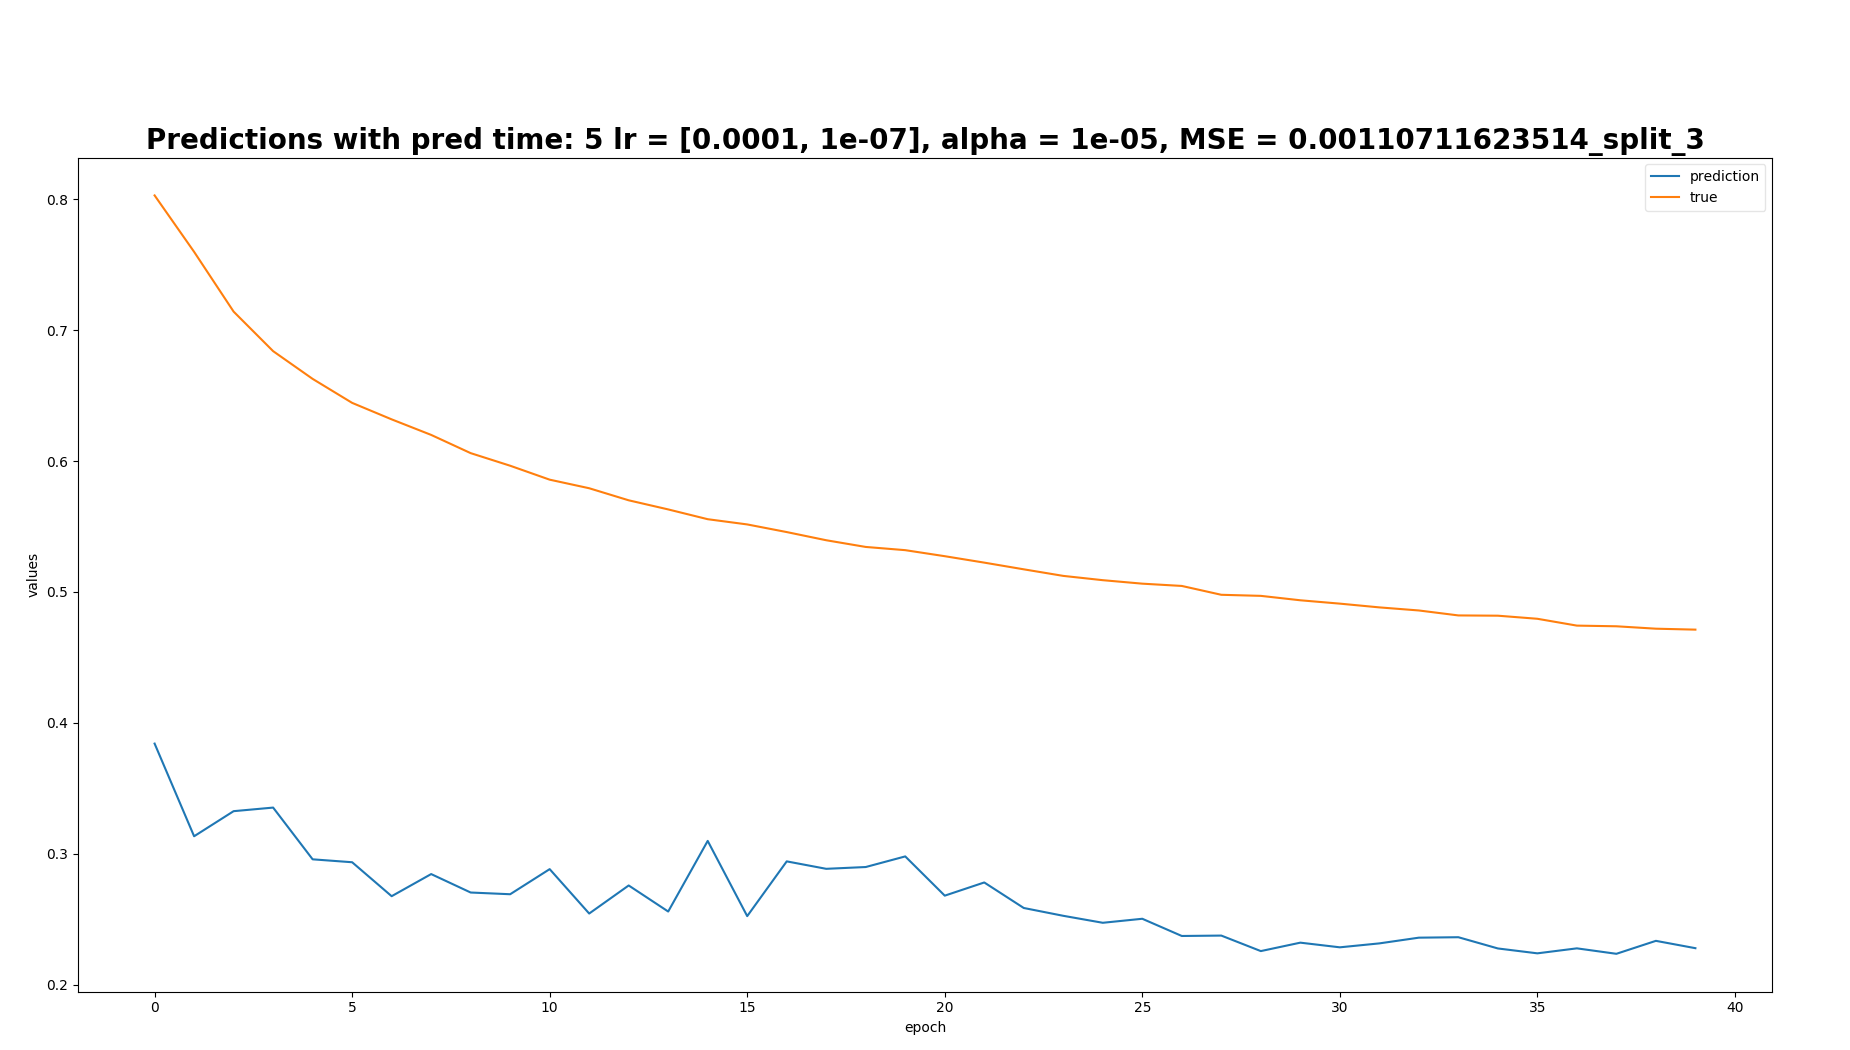 Predictions with pred time: 5 lr = [0.0001, 1e-07], alpha = 1e-05, MSE = 0.00110711623514_split_3
prediction
true
0.8
0.7
0.6
0.5
0.4
0.3
0.2
values
0 5 10 15 20 25 30 35 40
epoch